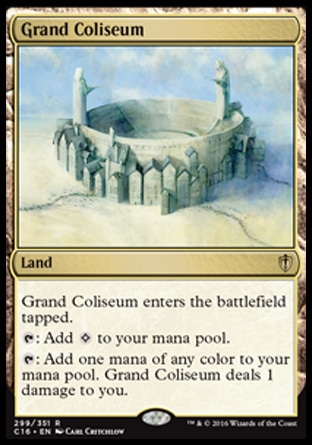 Grand Coliseum
Land
Grand Coliseum enters the battlefield
tapped.
: Add ◇ to your mana pool.
: Add one mana of any color to your
mana pool. Grand Coliseum deals 1
damage to you.
299/351 R
C16 • EN Carl Critchlow
™ & © 2016 Wizards of the Coast